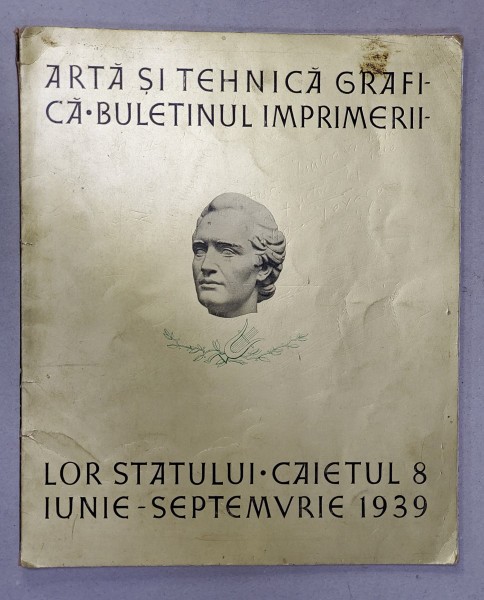 ARTĂ ȘI TEHNICĂ GRAFI-
CĂ•BULETINUL IMPRIMERII-
LOR STATULUI•CAIETUL 8
IUNIE-SEPTEMVRIE 1939